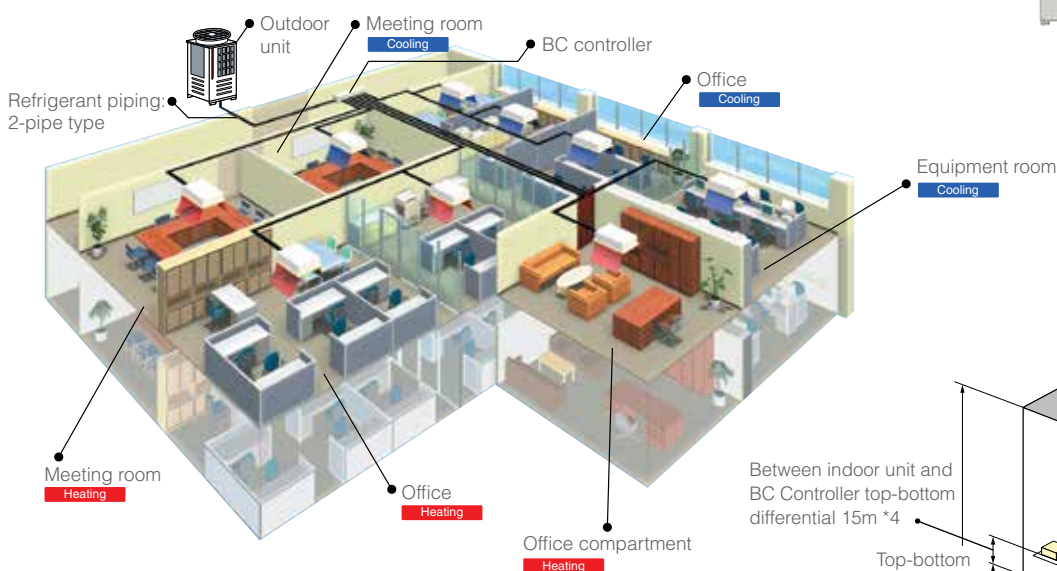 Outdoor
unit
Meeting room
Cooling
BC controller
Office
Cooling
Refrigerant piping:
2-pipe type
Equipment room
Cooling
Meeting room
Heating
Office
Heating
Office compartment
Heating
Between indoor unit and
BC Controller top-bottom
differential 15m *4
Top-bottom